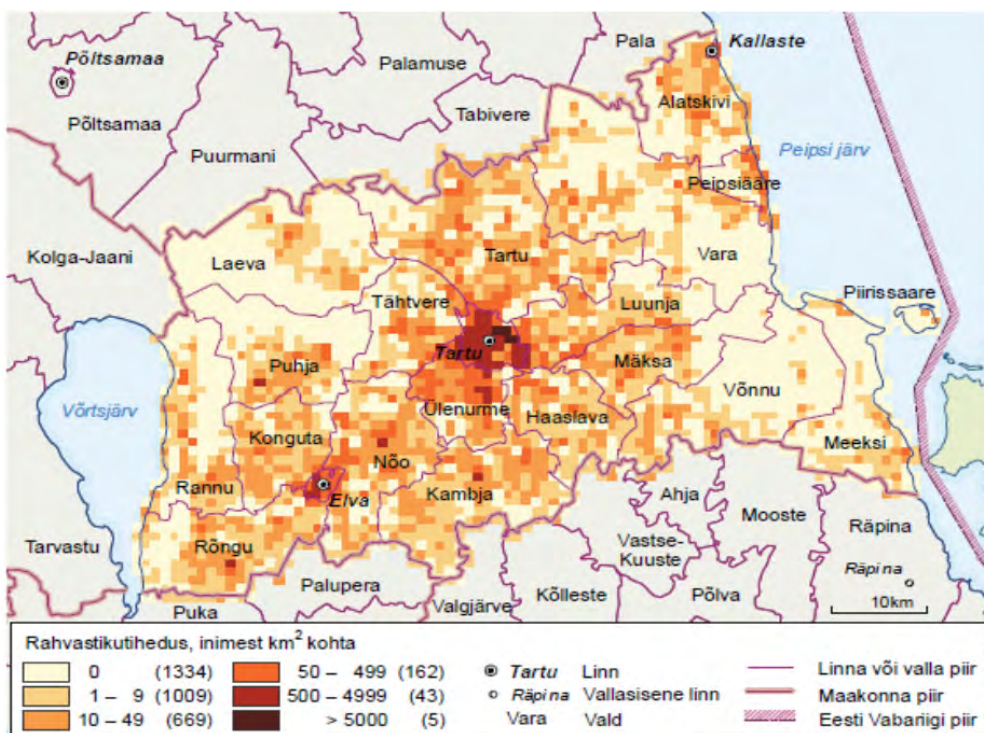 Pala
Kallaste
Põltsamaa
Palamuse
Alatskivi
Tabivere
Põltsamaa
Peipsi järv
Puurmani
Peipsiääre
Kolga-Jaani
Laeva
Tartu
Vara
Tähtvere
Luunja
Piirissaare
Tartu
Puhja
Mäksa
Võnnu
Võrtsjärv
Ülenurme
Haaslava
Konguta
Meeksi
Nõo
Rannu
Elva
Kambja
Ahja
Mooste
Räpina
Rõngu
Tarvastu
Vastse-
Kuuste
Räpina
Palupera
Kõlleste
Põlva
Puka
Valgjärve
10km
Rahvastikutihedus, inimest km² kohta
0 (1334)
1 – 9 (1009)
10 – 49 (669)
50 – 499 (162)
500 - 4999 (43)
> 5000 (5)
Tartu Linn
Räpina Vallasisene linn
Vara Vald
Linna või valla piir
Maakonna piir
Eesti Vabariigi piir